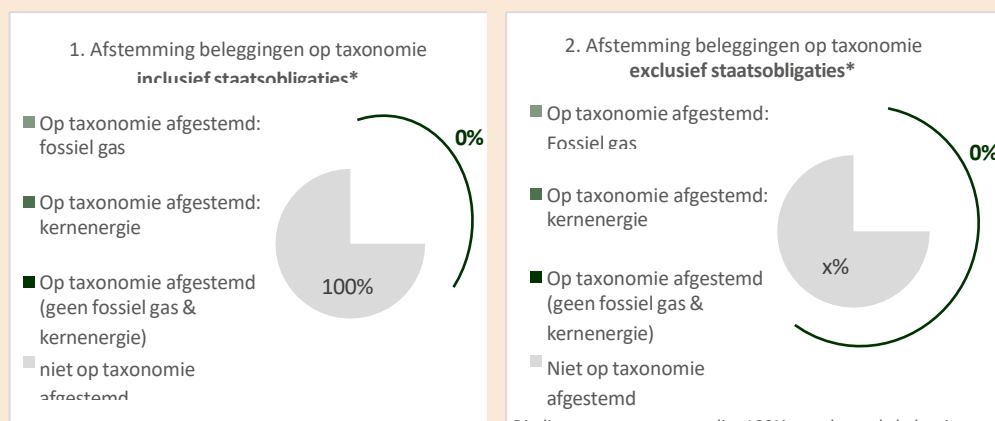 1. Afstemming beleggingen op taxonomie
inclusief staatsobligaties*
Op taxonomie afgestemd:
fossiel gas
Op taxonomie afgestemd:
kernenergie
Op taxonomie afgestemd
(geen fossiel gas &
kernenergie)
niet op taxonomie
afgestemd
0%
100%
2. Afstemming beleggingen op taxonomie
exclusief staatsobligaties*
Op taxonomie afgestemd:
Fossiel gas
Op taxonomie afgestemd:
kernenergie
Op taxonomie afgestemd
(geen fossiel gas &
kernenergie)
Niet op taxonomie
afgestemd
0%
x%